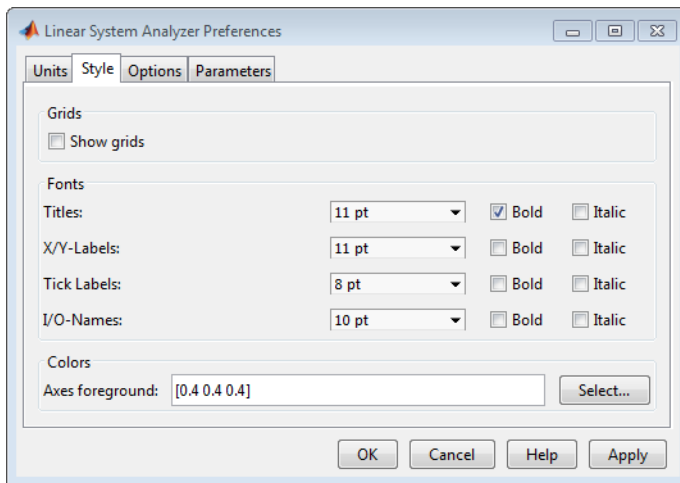 Linear System Analyzer Preferences
Units Style Options Parameters
Grids
Show grids
Fonts
Titles: 11 pt Bold Italic
X/Y-Labels: 11 pt Bold Italic
Tick Labels: 8 pt Bold Italic
I/O-Names: 10 pt Bold Italic
Colors
Axes foreground: [0.4 0.4 0.4] Select...
OK Cancel Help Apply